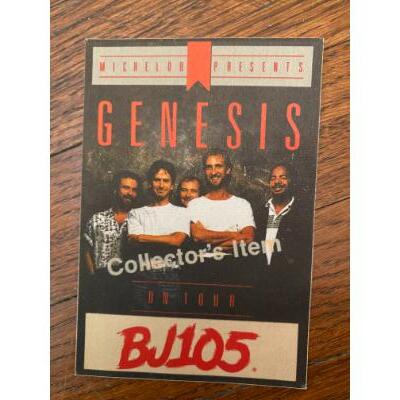 MICHELOB PRESENTS
GENESIS
Collector's Item
ON TOUR
BJ105